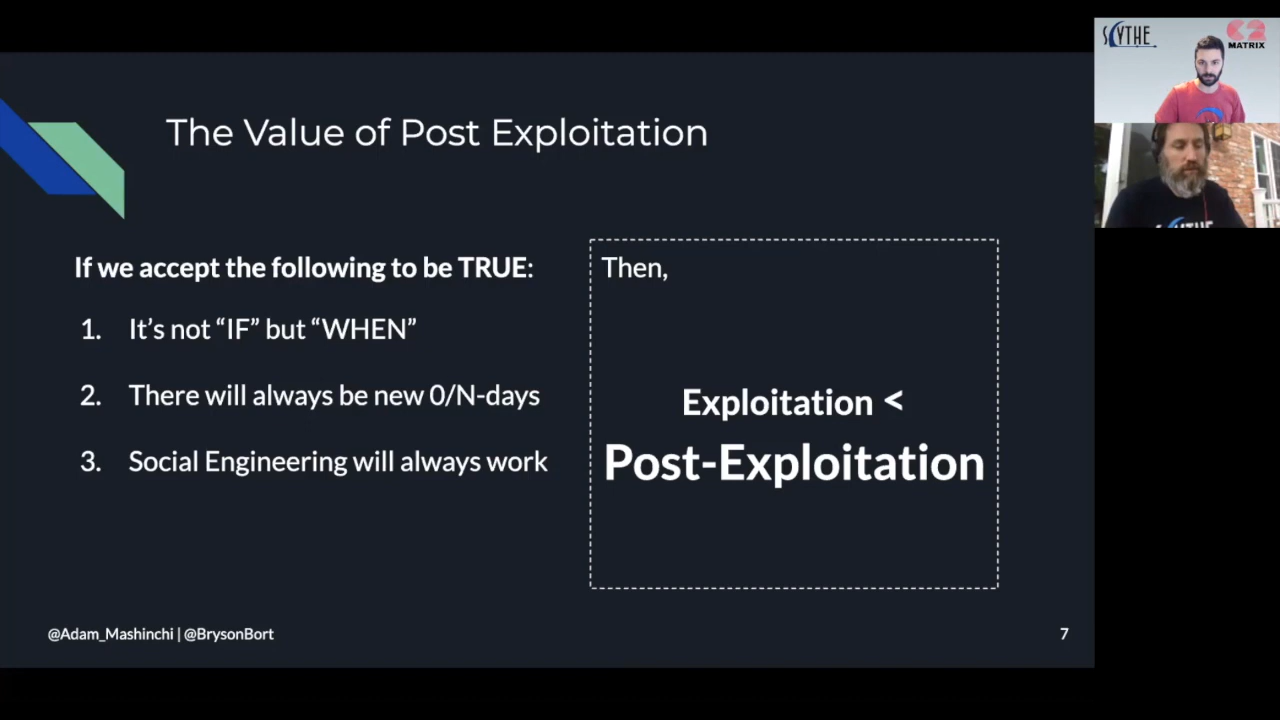 The Value of Post Exploitation
If we accept the following to be TRUE:
1. It’s not “IF” but “WHEN”
2. There will always be new 0/N-days
3. Social Engineering will always work
Then,
Exploitation <
Post-Exploitation
@Adam_Mashinchi | @BrysonBort
7
SCYTHE
C2
MATRIX
SCYTHE